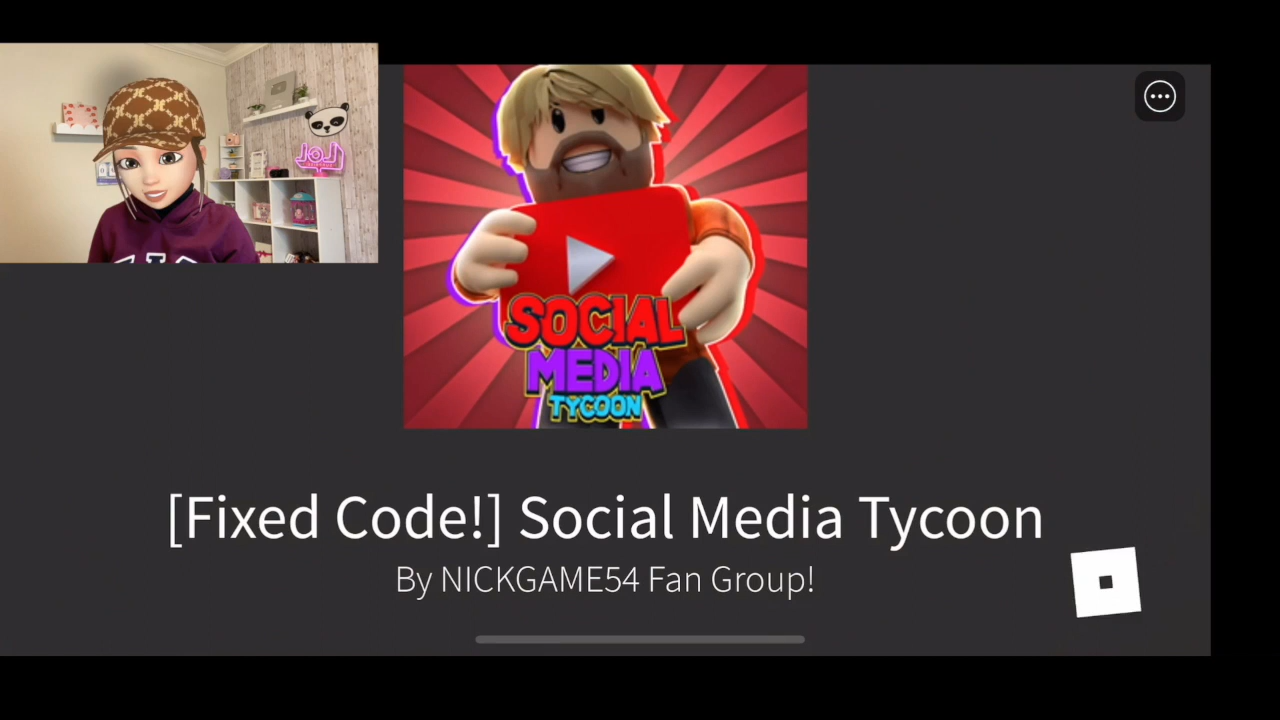 SOCIAL
MEDIA
TYCOON
[Fixed Code!] Social Media Tycoon
By NICKGAME54 Fan Group!